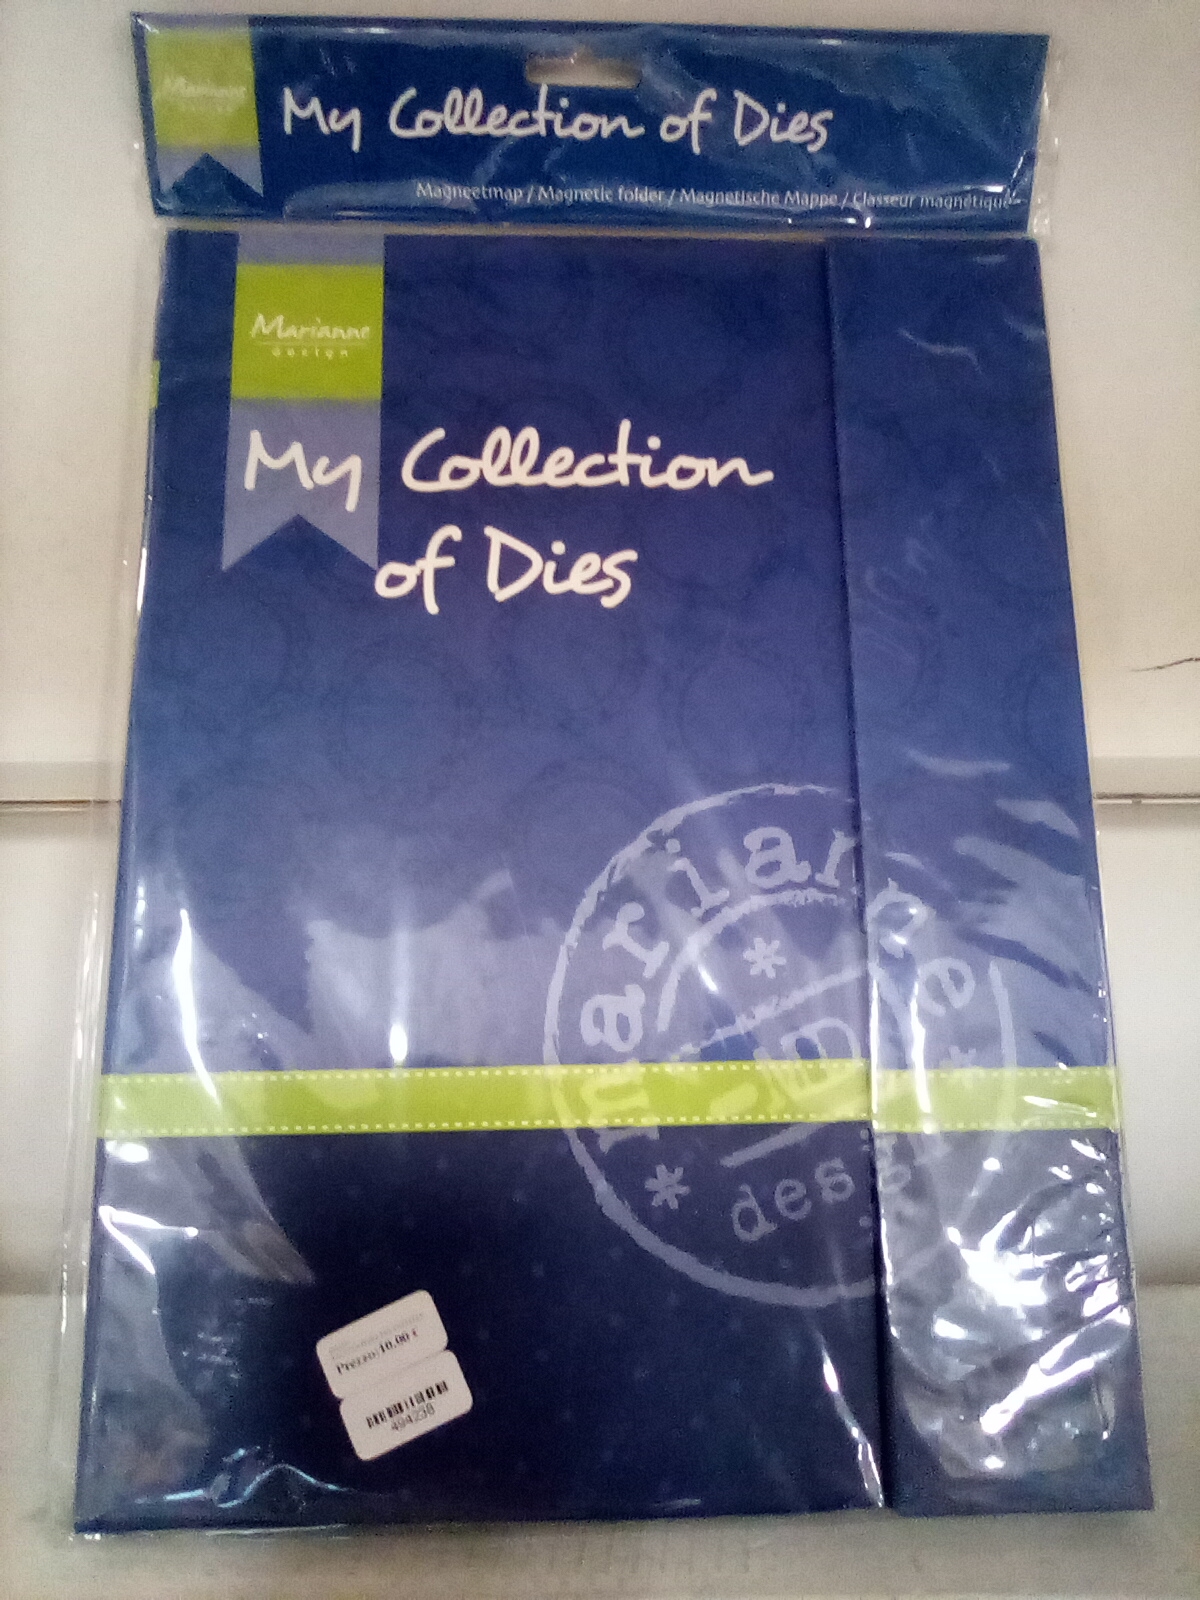 Marianne
My Collection of Dies
Magneetmap / Magnetic folder / Magnetische Mappe / Classeur magnétique
Marianne
design
My Collection
of Dies
marianne
design
Prezzo: 10,00 €
494238